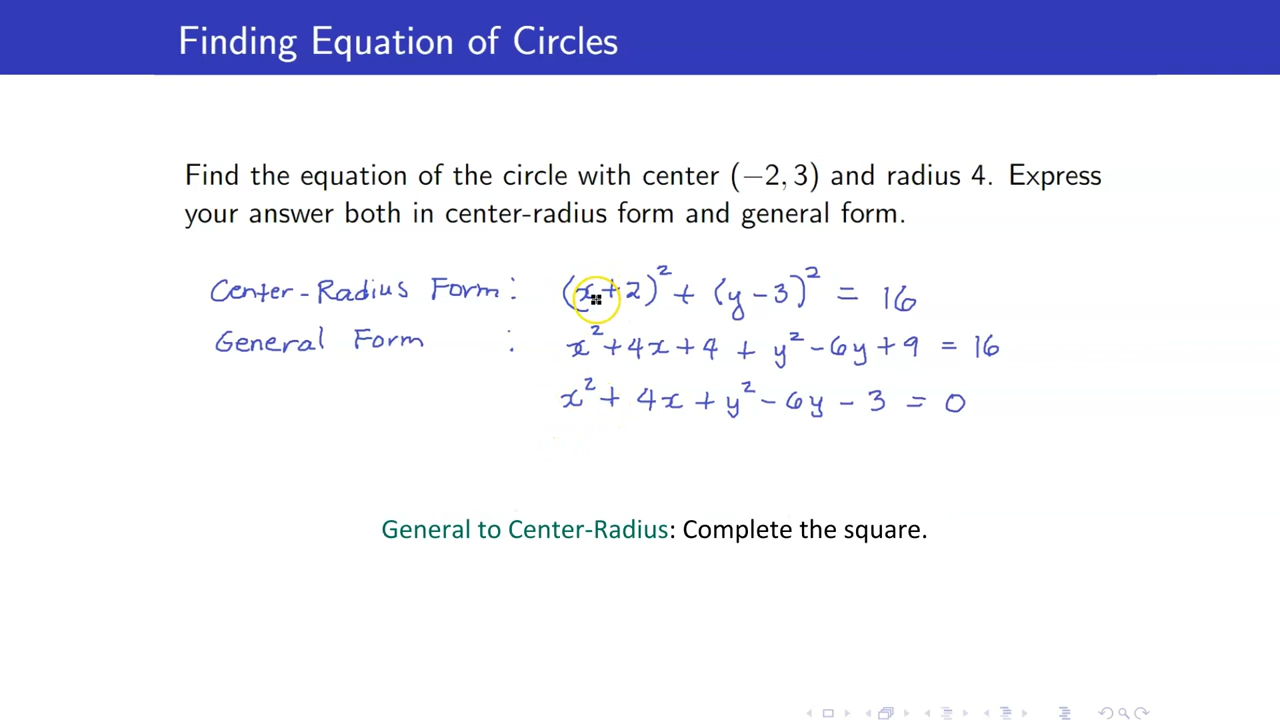 Finding Equation of Circles
Find the equation of the circle with center (−2, 3) and radius 4. Express
your answer both in center-radius form and general form.
Center-Radius Form : (x+2)² + (y-3)² = 16
General Form : x²+4x+4 + y²-6y+9 = 16
x²+ 4x + y²- 6y - 3 = 0
General to Center-Radius: Complete the square.